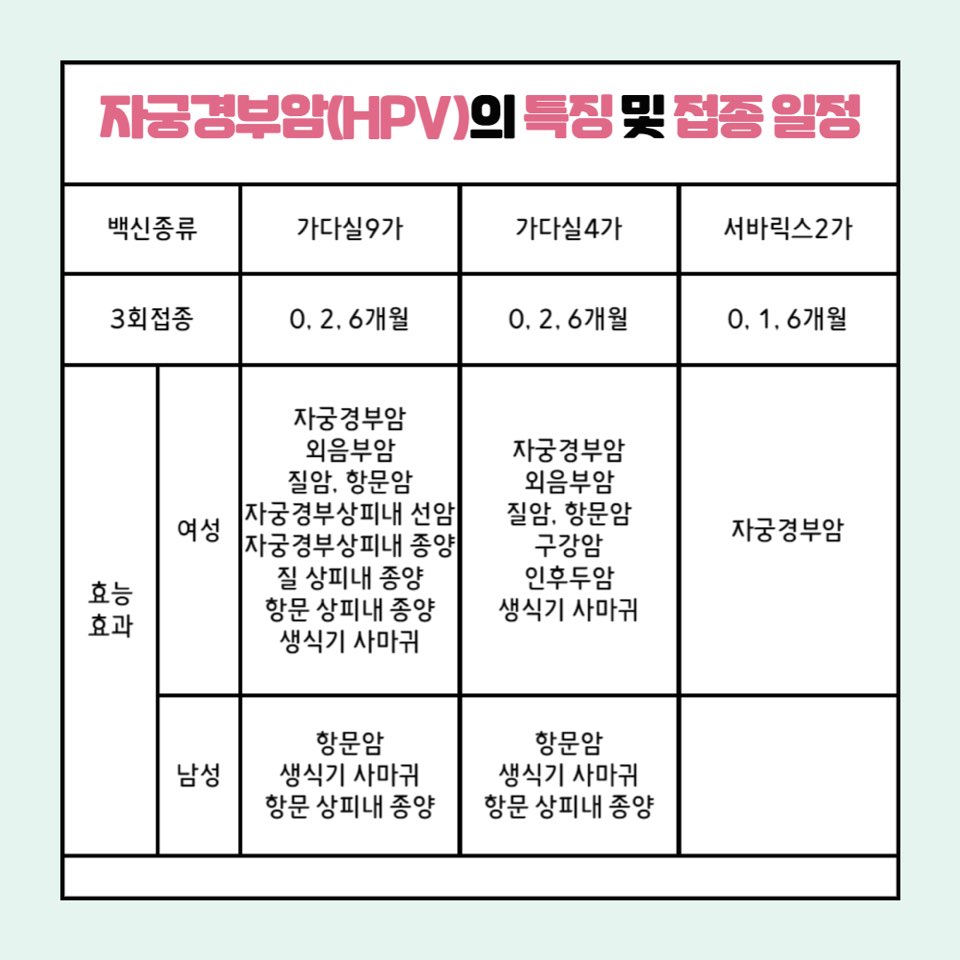 자궁경부암(HPV)의 특징 및 접종 일정
백신종류 가다실9가 가다실4가 서바릭스2가
3회접종 0, 2, 6개월 0, 2, 6개월 0, 1, 6개월
효능
효과
여성
자궁경부암
외음부암
질암, 항문암
자궁경부상피내 선암
자궁경부상피내 종양
질 상피내 종양
항문 상피내 종양
생식기 사마귀
자궁경부암
외음부암
질암, 항문암
구강암
인후두암
생식기 사마귀
자궁경부암
남성
항문암
생식기 사마귀
항문 상피내 종양
항문암
생식기 사마귀
항문 상피내 종양